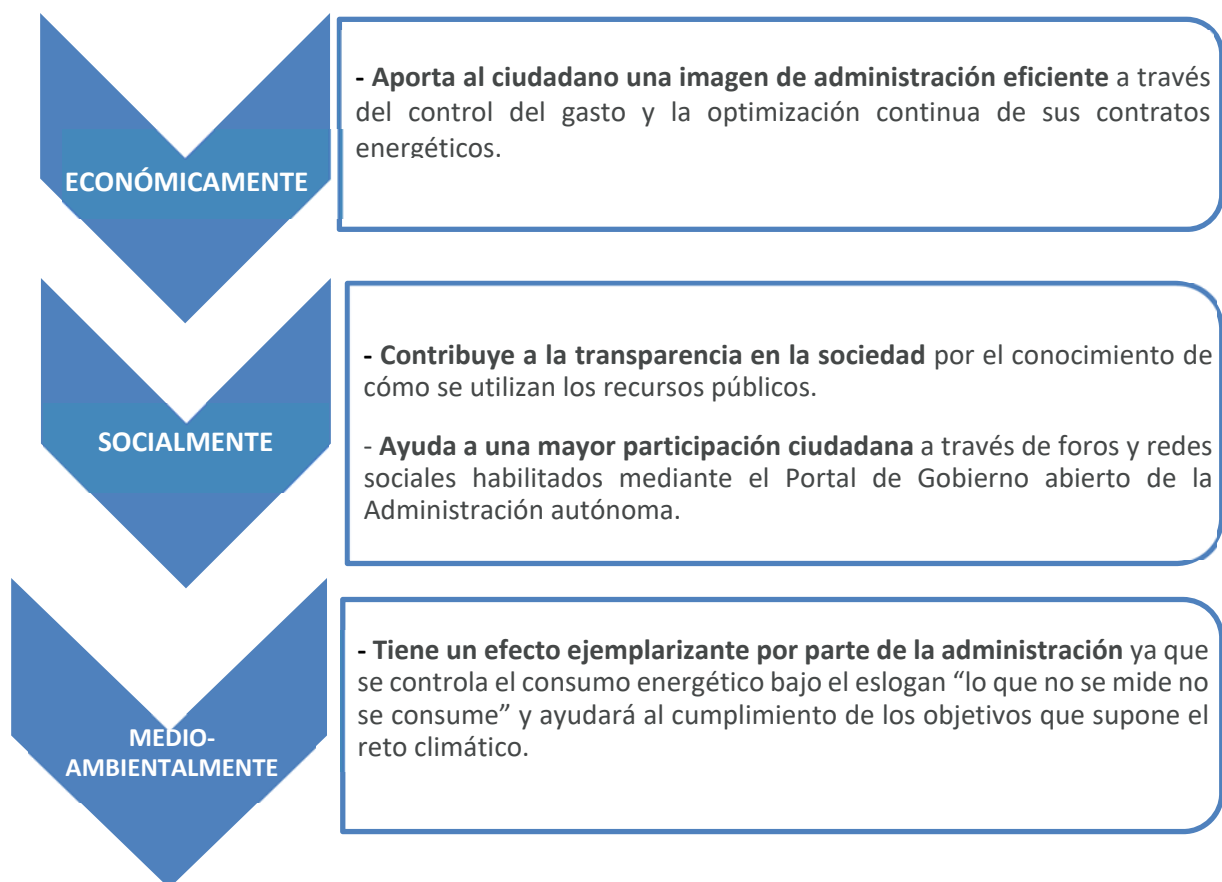 - Aporta al ciudadano una imagen de administración eficiente a través
del control del gasto y la optimización continua de sus contratos
energéticos.
ECONÓMICAMENTE
- Contribuye a la transparencia en la sociedad por el conocimiento de
cómo se utilizan los recursos públicos.
- Ayuda a una mayor participación ciudadana a través de foros y redes
sociales habilitados mediante el Portal de Gobierno abierto de la
Administración autónoma.
SOCIALMENTE
- Tiene un efecto ejemplarizante por parte de la administración ya que
se controla el consumo energético bajo el eslogan “lo que no se mide no
se consume” y ayudará al cumplimiento de los objetivos que supone el
reto climático.
MEDIO-
AMBIENTALMENTE